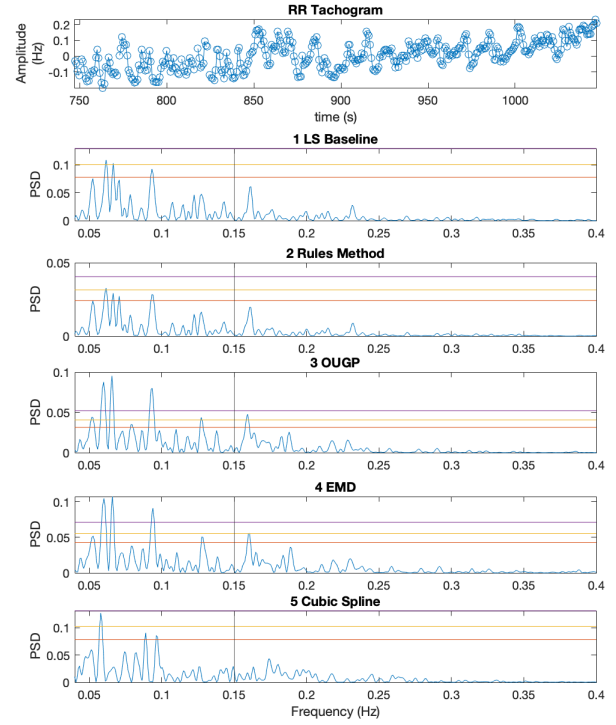 RR Tachogram
Amplitude
(Hz)
0.2
0.1
0
-0.1
750 800 850 900 950 1000
time (s)
1 LS Baseline
PSD
0.1
0.05
0
0.05 0.1 0.15 0.2 0.25 0.3 0.35 0.4
2 Rules Method
PSD
0.05
0
0.05 0.1 0.15 0.2 0.25 0.3 0.35 0.4
3 OUGP
PSD
0.1
0.05
0
0.05 0.1 0.15 0.2 0.25 0.3 0.35 0.4
4 EMD
PSD
0.1
0.05
0
0.05 0.1 0.15 0.2 0.25 0.3 0.35 0.4
5 Cubic Spline
PSD
0.1
0.05
0
0.05 0.1 0.15 0.2 0.25 0.3 0.35 0.4
Frequency (Hz)